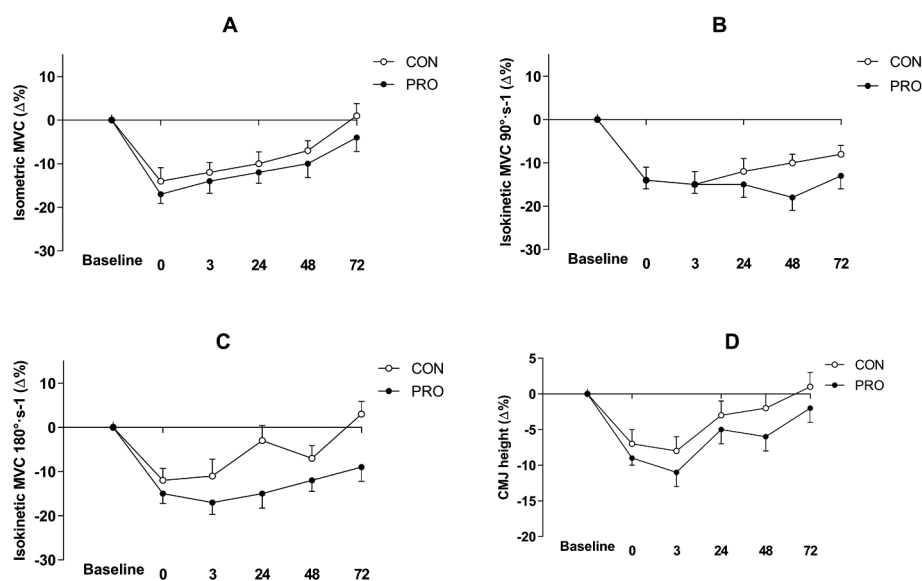 A
Isometric MVC (Δ%)
CON
PRO
10
0
-10
-20
-30
Baseline
0
3
24
48
72
B
Isokinetic MVC 90°·s-1 (Δ%)
CON
PRO
10
0
-10
-20
-30
Baseline
0
3
24
48
72
C
Isokinetic MVC 180°·s-1 (Δ%)
CON
PRO
10
0
-10
-20
-30
Baseline
0
3
24
48
72
D
CMJ height (Δ%)
CON
PRO
5
0
-5
-10
-15
-20
Baseline
0
3
24
48
72